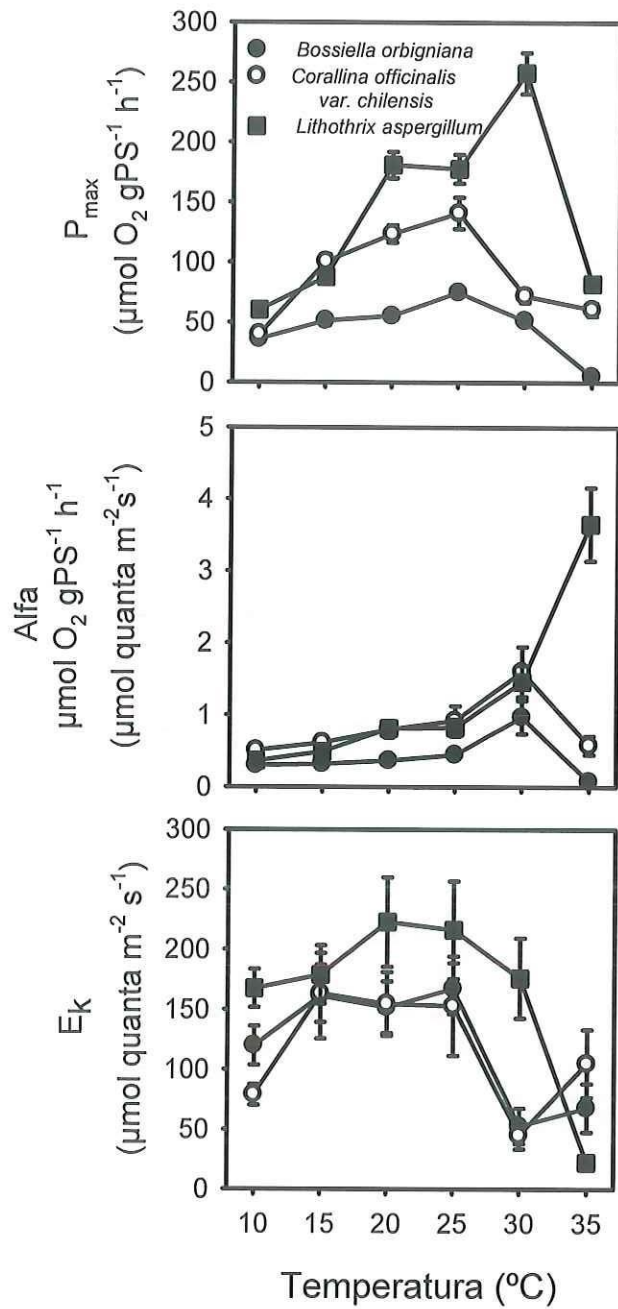 300
250
200
150
100
50
0
P_max
(µmol O₂ gPS⁻¹ h⁻¹)
Bossiella orbigniana
Corallina officinalis
var. chilensis
Lithothrix aspergillum
5
4
3
2
1
0
Alfa
µmol O₂ gPS⁻¹ h⁻¹
(µmol quanta m⁻² s⁻¹)
300
250
200
150
100
50
0
Eₖ
(µmol quanta m⁻² s⁻¹)
10 15 20 25 30 35
Temperatura (ºC)